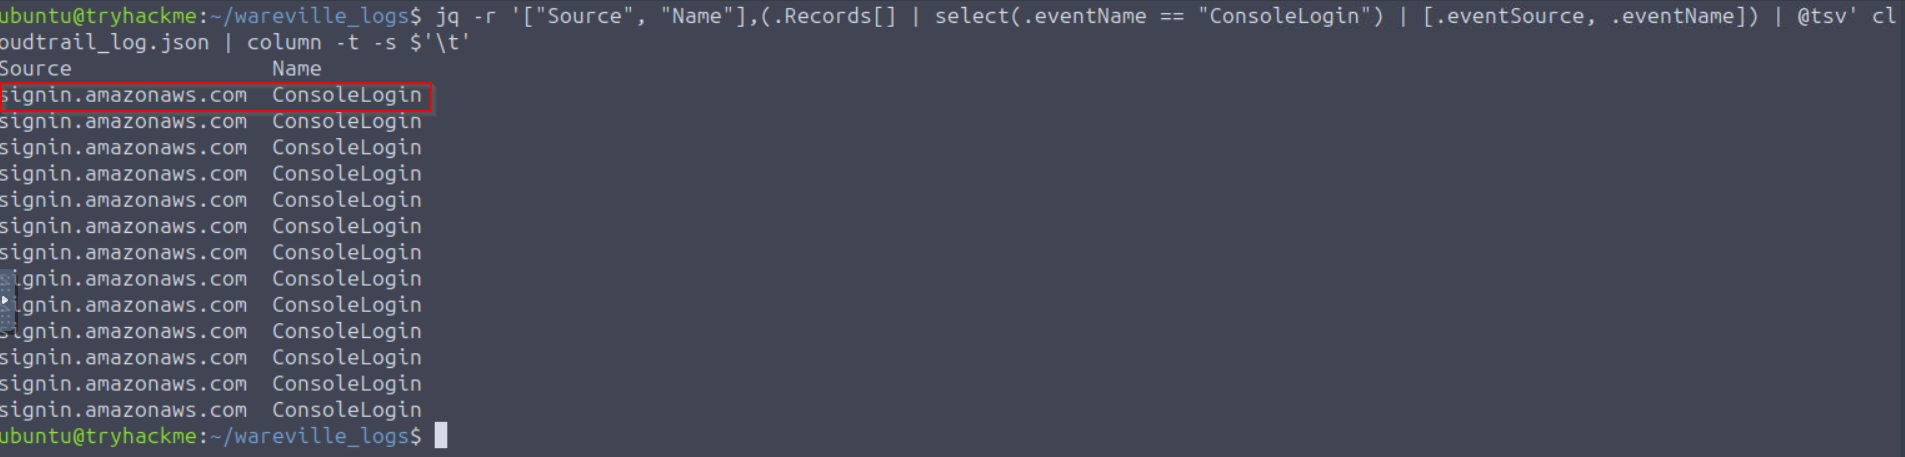 ubuntu@tryhackme:~/wareville_logs$ jq -r '["Source", "Name"],(.Records[] | select(.eventName == "ConsoleLogin") | [.eventSource, .eventName]) | @tsv' cl
oudtrail_log.json | column -t -s $'\t'
Source Name
signin.amazonaws.com ConsoleLogin
signin.amazonaws.com ConsoleLogin
signin.amazonaws.com ConsoleLogin
signin.amazonaws.com ConsoleLogin
signin.amazonaws.com ConsoleLogin
signin.amazonaws.com ConsoleLogin
signin.amazonaws.com ConsoleLogin
signin.amazonaws.com ConsoleLogin
signin.amazonaws.com ConsoleLogin
signin.amazonaws.com ConsoleLogin
signin.amazonaws.com ConsoleLogin
signin.amazonaws.com ConsoleLogin
signin.amazonaws.com ConsoleLogin
ubuntu@tryhackme:~/wareville_logs$